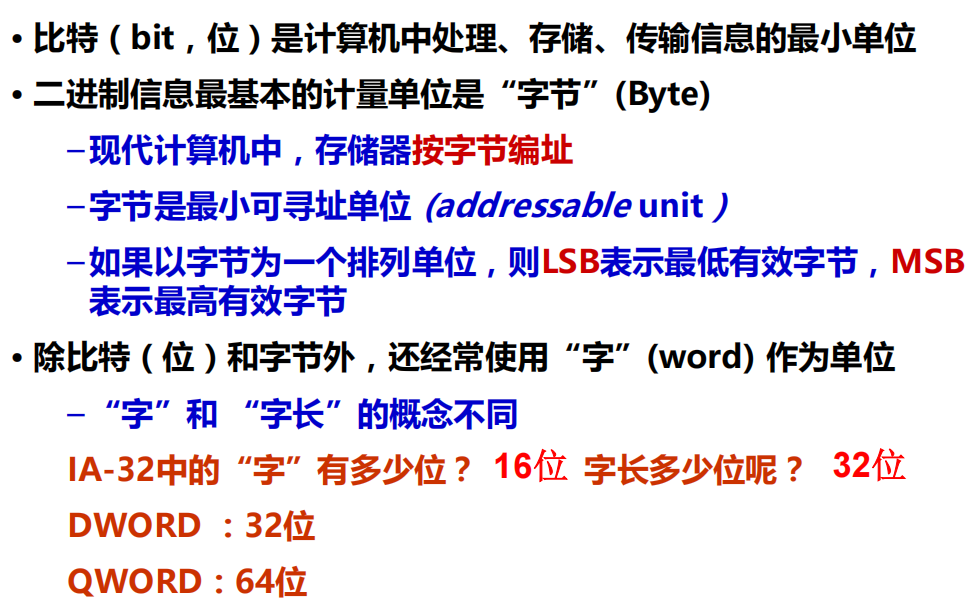 • 比特（bit，位）是计算机中处理、存储、传输信息的最小单位
• 二进制信息最基本的计量单位是“字节”(Byte)
–现代计算机中，存储器按字节编址
–字节是最小可寻址单位 (addressable unit )
–如果以字节为一个排列单位，则LSB表示最低有效字节，MSB
表示最高有效字节
• 除比特（位）和字节外，还经常使用“字”(word) 作为单位
– “字”和 “字长”的概念不同
IA-32中的“字”有多少位？ 16位 字长多少位呢？ 32位
DWORD ：32位
QWORD：64位